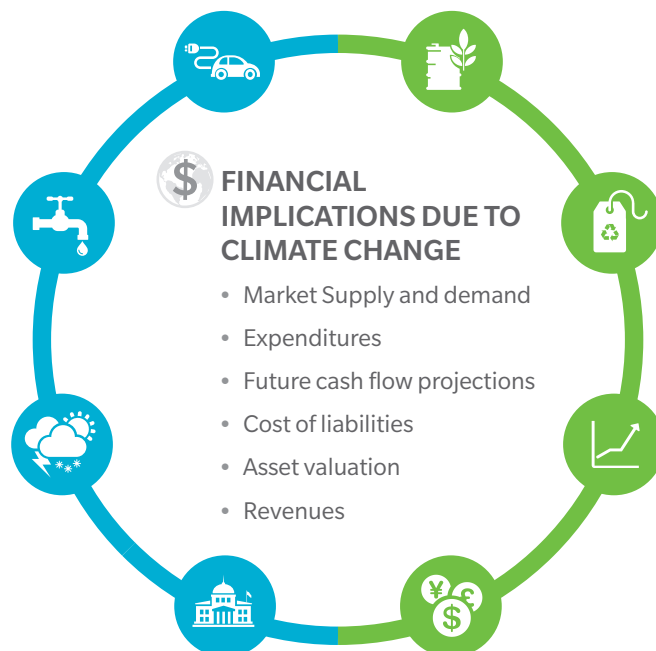 $ FINANCIAL
IMPLICATIONS DUE TO
CLIMATE CHANGE
• Market Supply and demand
• Expenditures
• Future cash flow projections
• Cost of liabilities
• Asset valuation
• Revenues
¥ £
$